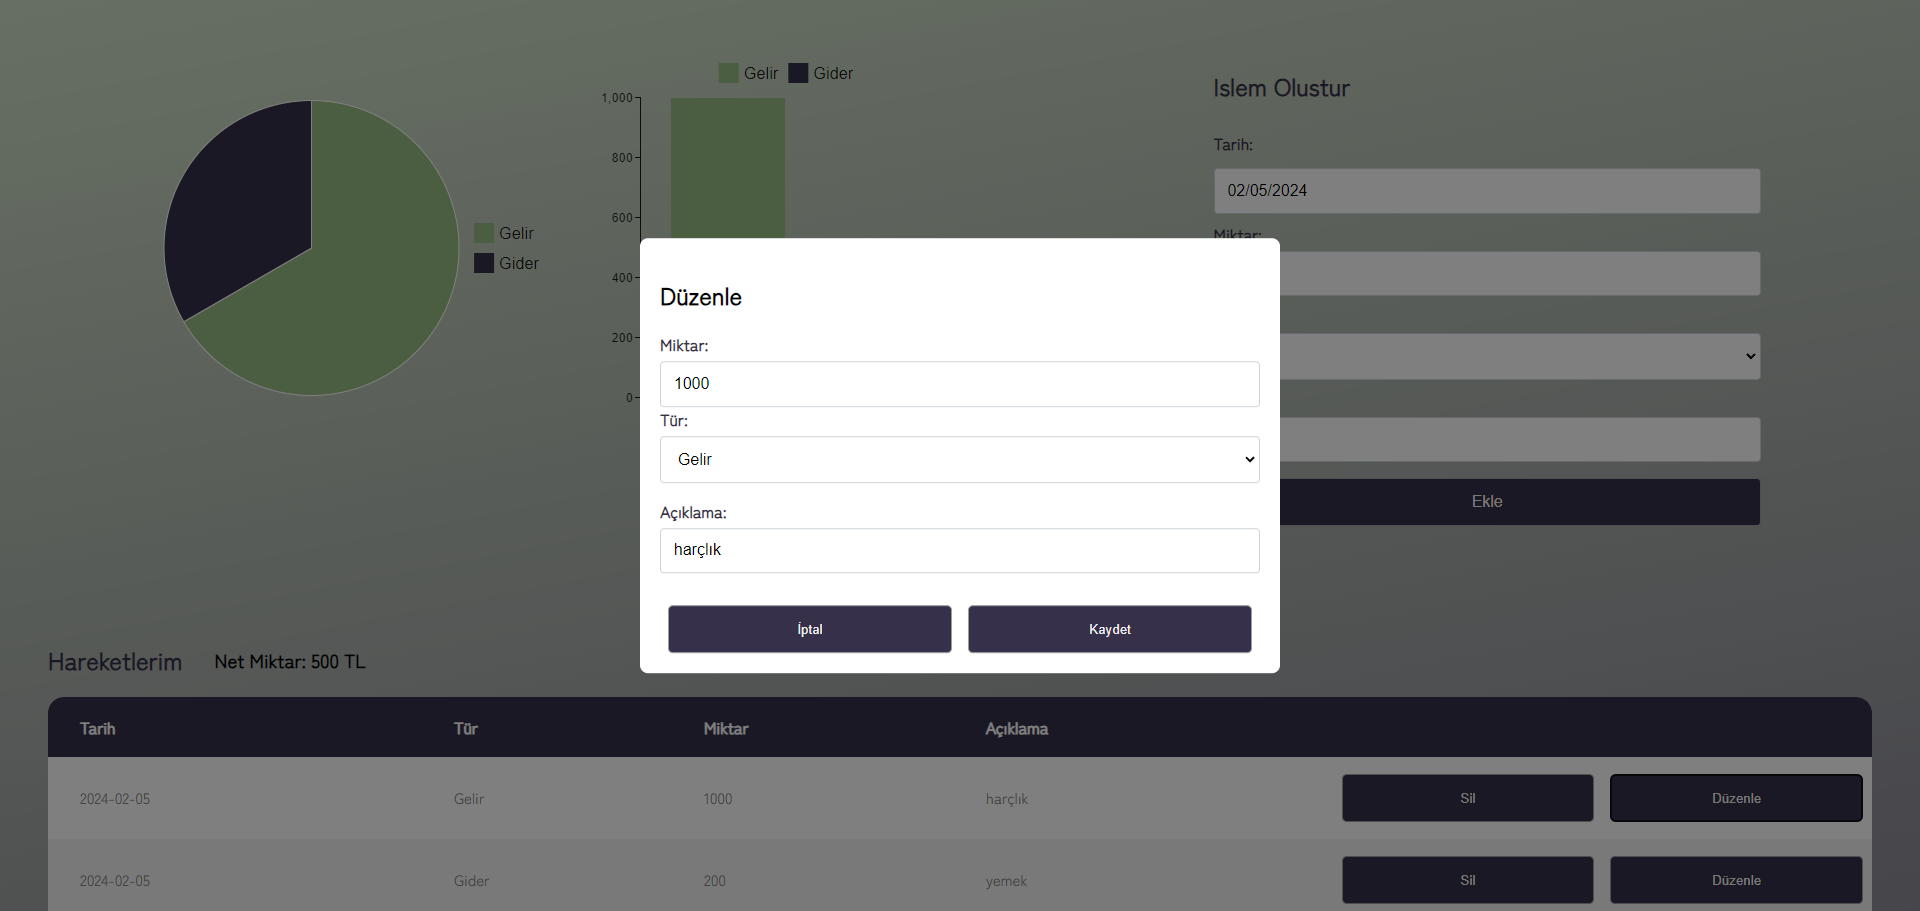 Gelir
Gider
Gelir Gider
1,000
800
600
400
200
0
Islem Olustur
Tarih:
02/05/2024
Miktar:
Ekle
Düzenle
Miktar:
1000
Tür:
Gelir
Açıklama:
harçlık
İptal Kaydet
Hareketlerim Net Miktar: 500 TL
Tarih Tür Miktar Açıklama
2024-02-05 Gelir 1000 harçlık Sil Düzenle
2024-02-05 Gider 200 yemek Sil Düzenle